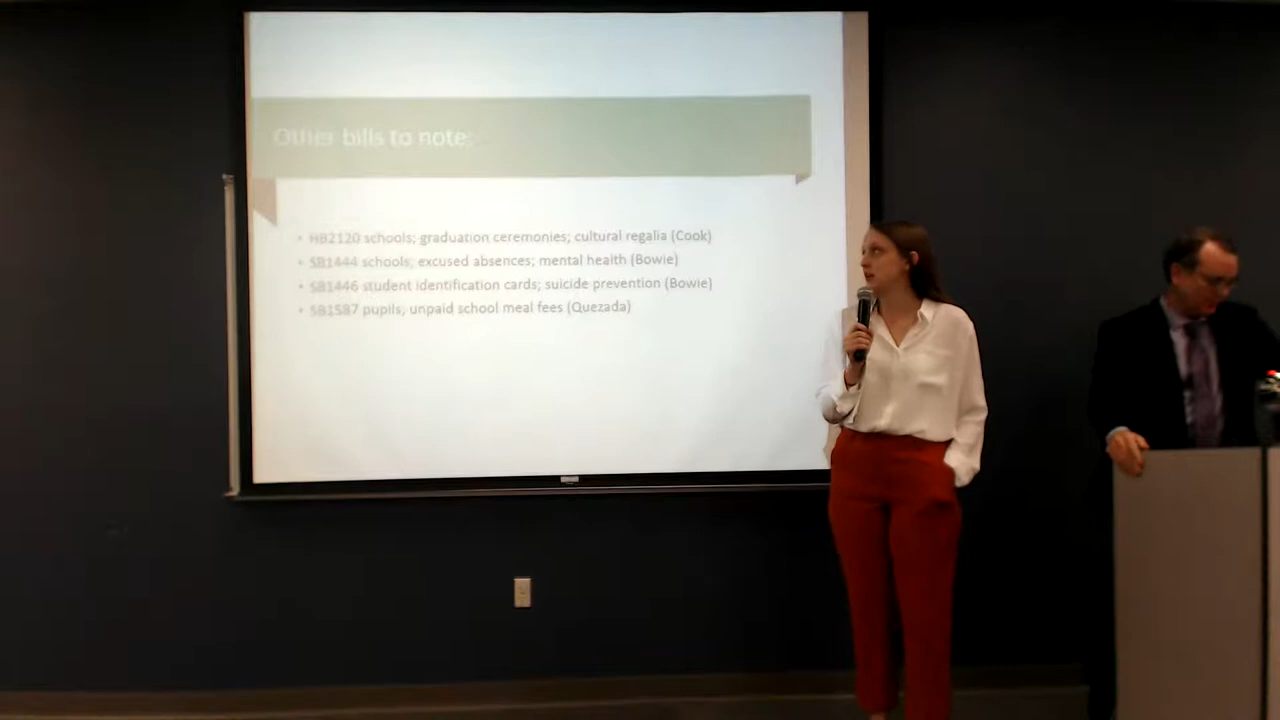 Other bills to note:
• HB2120 schools; graduation ceremonies; cultural regalia (Cook)
• SB1444 schools; excused absences; mental health (Bowie)
• SB1446 student identification cards; suicide prevention (Bowie)
• SB1587 pupils; unpaid school meal fees (Quezada)